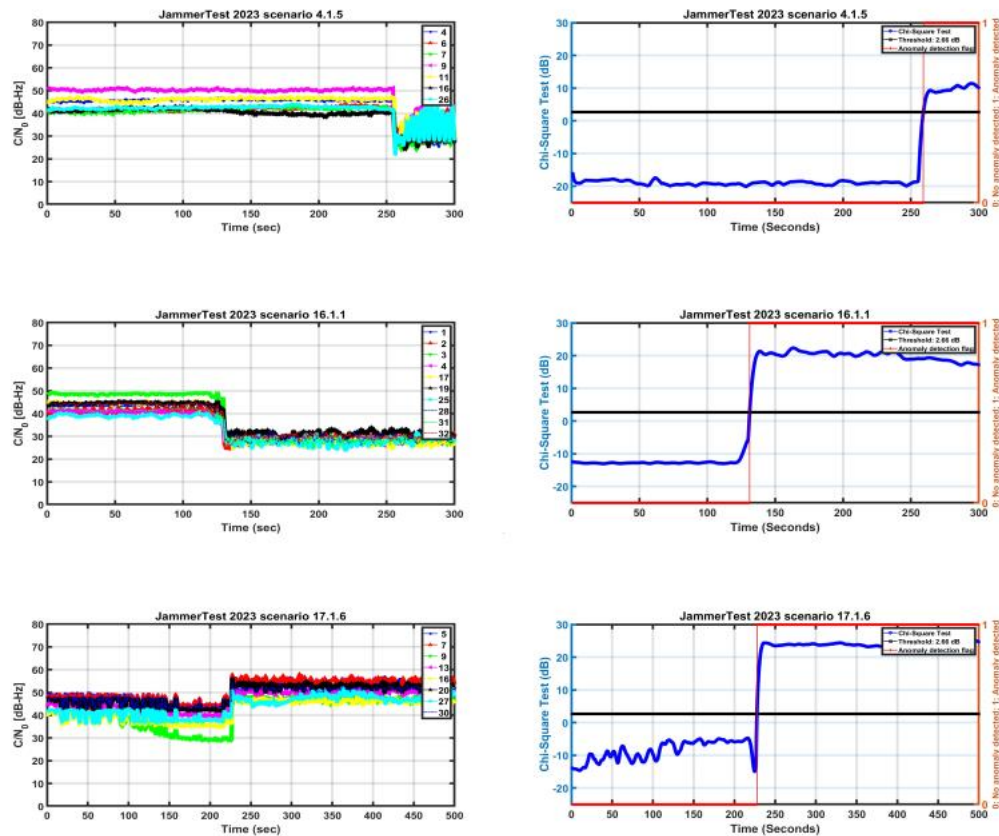 JammerTest 2023 scenario 4.1.5
C/N0 [dB-Hz]
80
70
60
50
40
30
20
10
0
0 50 100 150 200 250 300
Time (sec)
4
6
7
9
11
16
26
JammerTest 2023 scenario 4.1.5
Chi-Square Test (dB)
30
20
10
0
-10
-20
0 50 100 150 200 250 300
Time (Seconds)
Chi-Square Test
Threshold: 2.66 dB
Anomaly detection flag
1
0
0: No anomaly detected; 1: Anomaly detected;
JammerTest 2023 scenario 16.1.1
C/N0 [dB-Hz]
80
70
60
50
40
30
20
10
0
0 50 100 150 200 250 300
Time (sec)
1
2
3
4
17
19
25
28
31
32
JammerTest 2023 scenario 16.1.1
Chi-Square Test (dB)
30
20
10
0
-10
-20
0 50 100 150 200 250 300
Time (Seconds)
Chi-Square Test
Threshold: 2.66 dB
Anomaly detection flag
1
0
0: No anomaly detected; 1: Anomaly detected;
JammerTest 2023 scenario 17.1.6
C/N0 [dB-Hz]
80
70
60
50
40
30
20
10
0
0 50 100 150 200 250 300 350 400 450 500
Time (sec)
5
7
9
13
16
20
27
30
JammerTest 2023 scenario 17.1.6
Chi-Square Test (dB)
30
20
10
0
-10
-20
0 50 100 150 200 250 300 350 400 450 500
Time (Seconds)
Chi-Square Test
Threshold: 2.66 dB
Anomaly detection flag
1
0
0: No anomaly detected; 1: Anomaly detected;